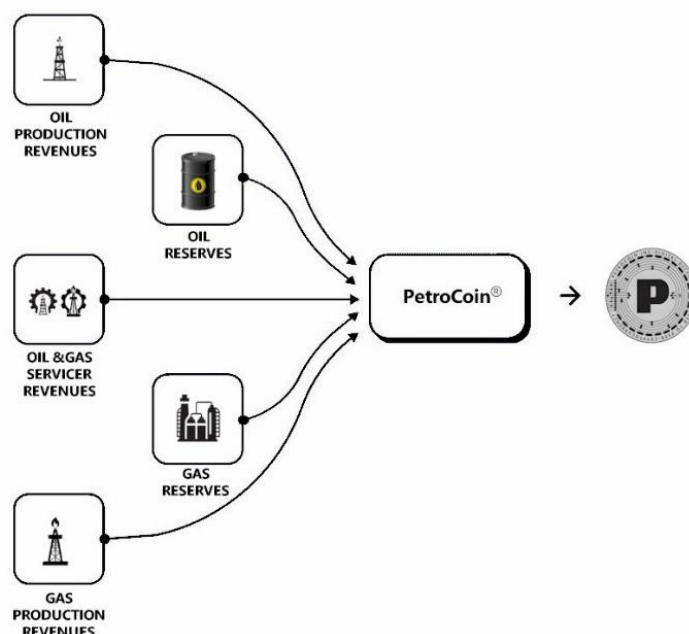 OIL
PRODUCTION
REVENUES
OIL
RESERVES
OIL &GAS
SERVICER
REVENUES
PetroCoin®
P
GAS
RESERVES
GAS
PRODUCTION
REVENUES